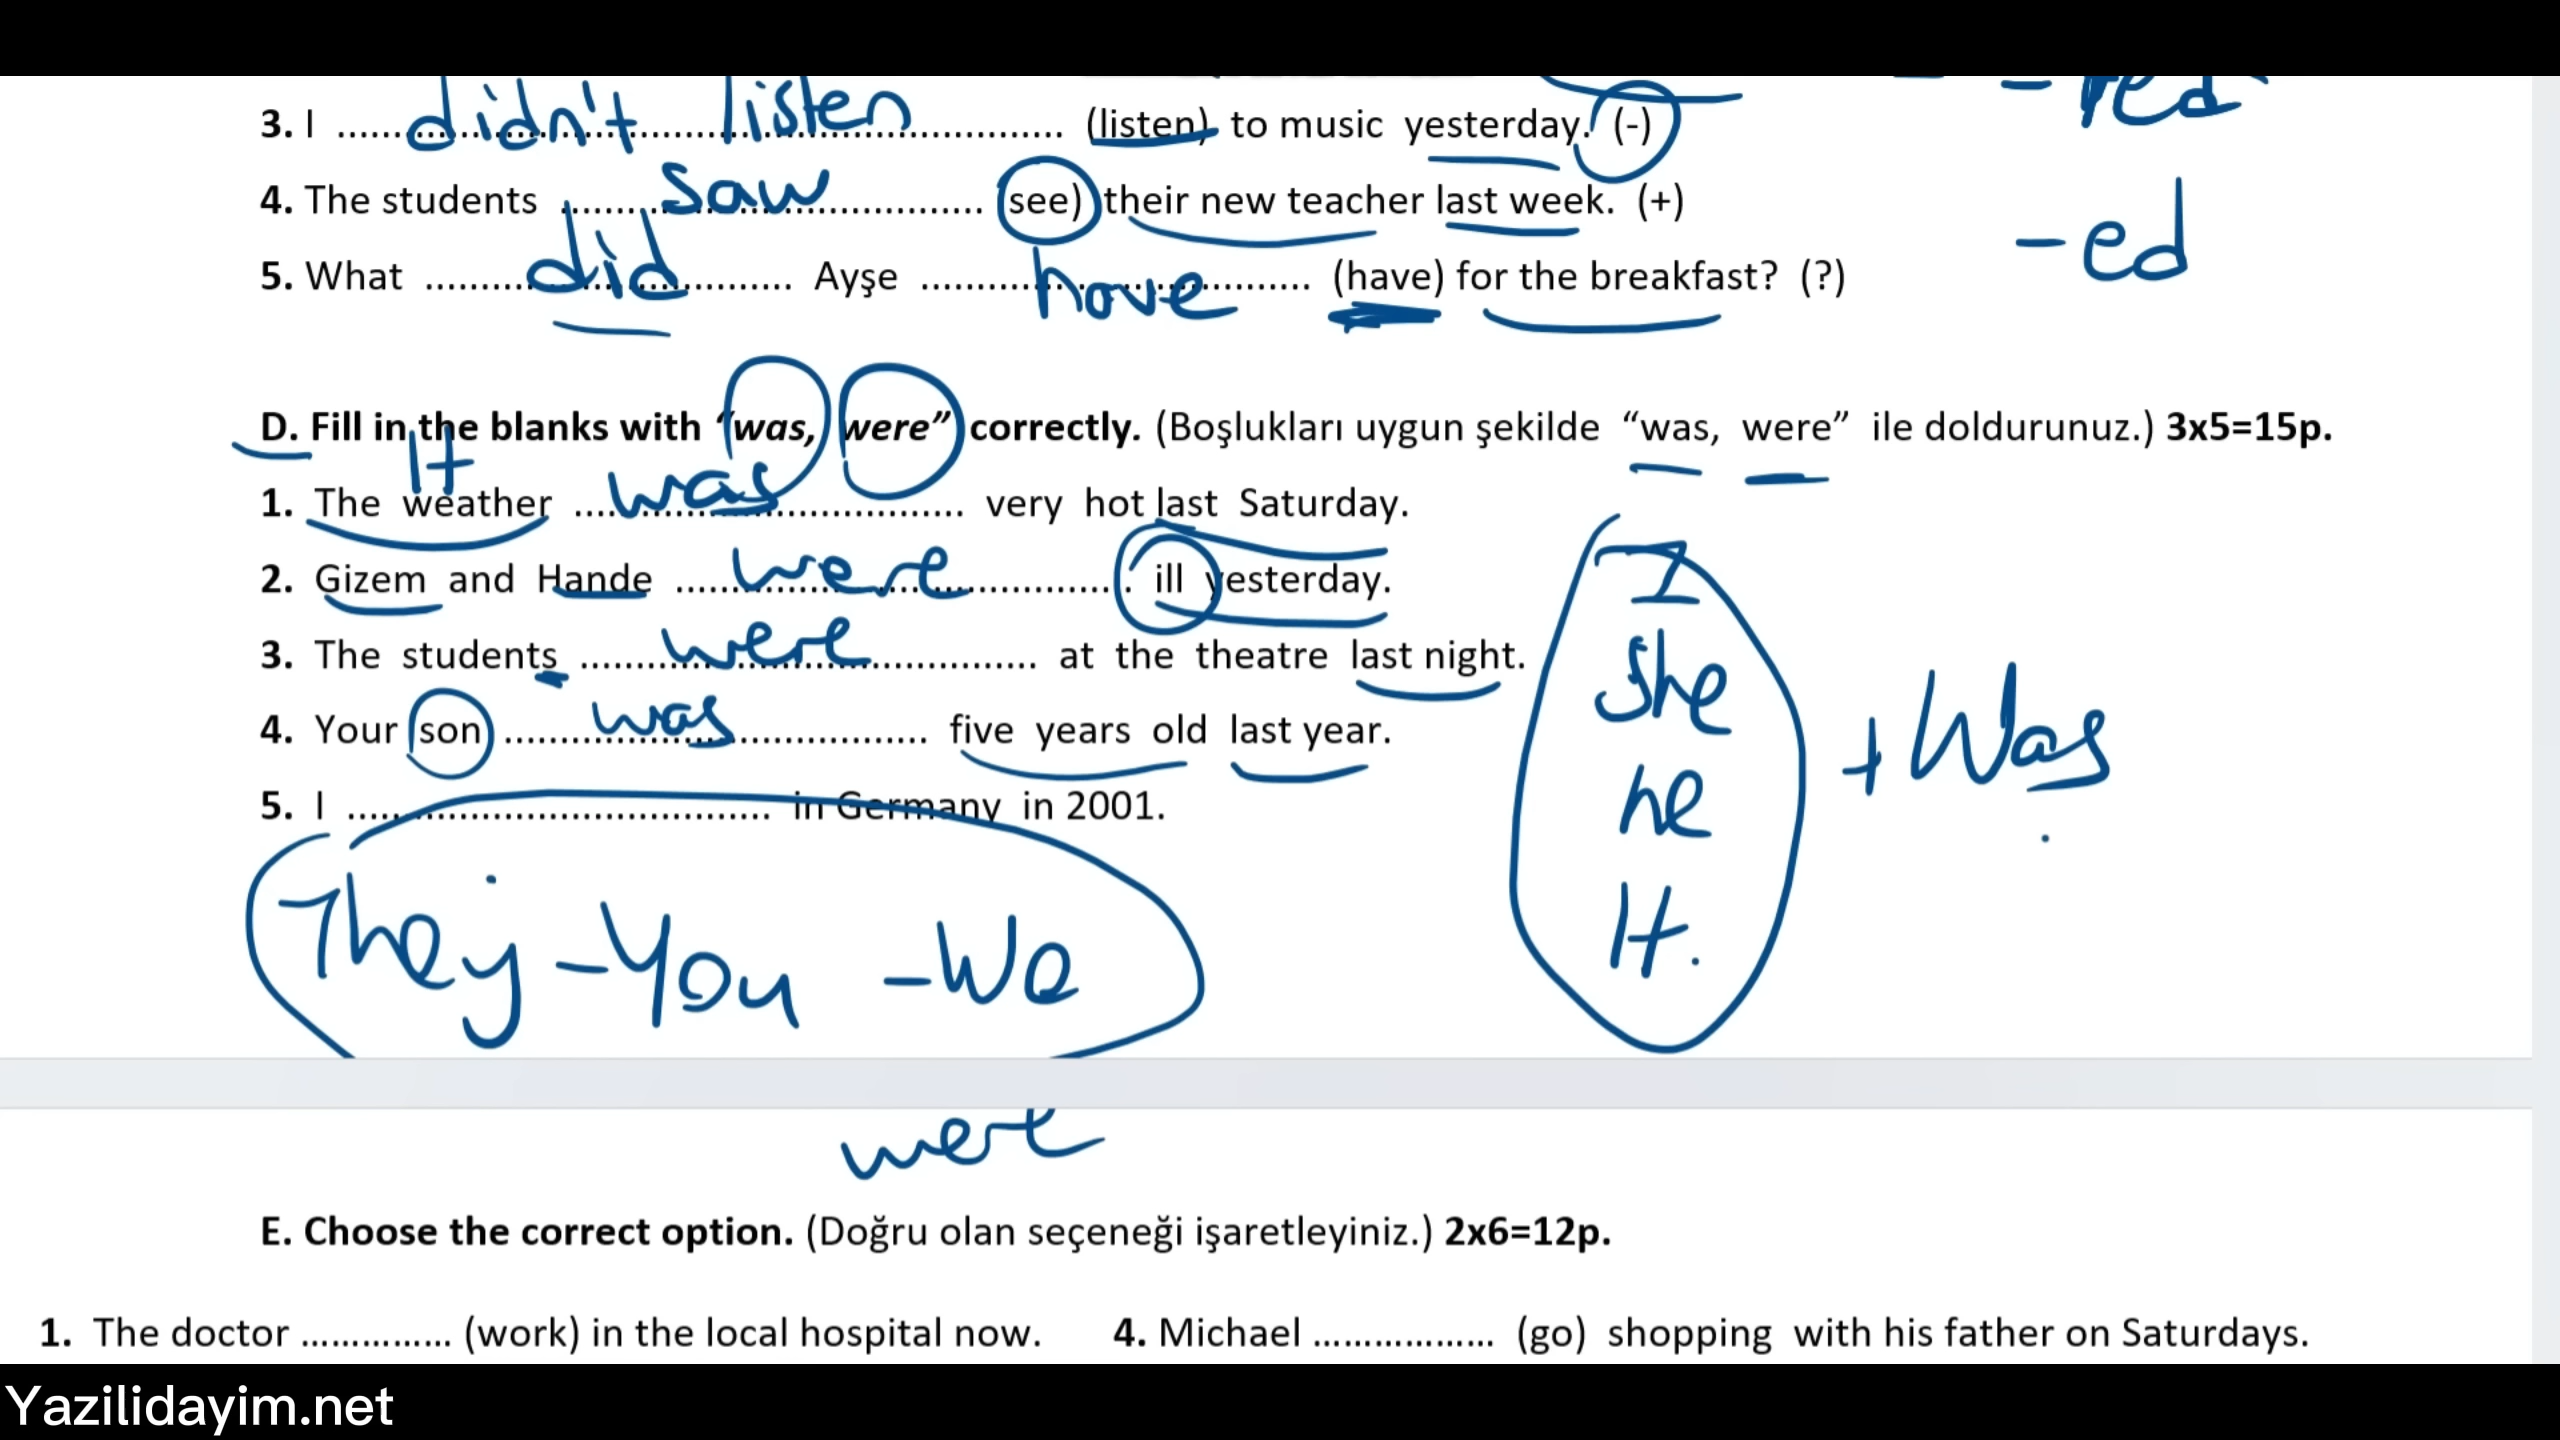 -red
3. I ........ didn't listen ........ (listen) to music yesterday. (-)
4. The students ........ saw ........ (see) their new teacher last week. (+)
-ed
5. What ........ did ........ Ayşe ........ have ........ (have) for the breakfast? (?)
D. Fill in the blanks with "was, were" correctly. (Boşlukları uygun şekilde "was, were" ile doldurunuz.) 3x5=15p.
It
1. The weather ........ was ........ very hot last Saturday.
2. Gizem and Hande ........ were ........ ill yesterday.
3. The students ........ were ........ at the theatre last night.
4. Your son ........ was ........ five years old last year.
5. I ........ in Germany in 2001.
I
She
he
It.
+ Was
They - You - We
were
E. Choose the correct option. (Doğru olan seçeneği işaretleyiniz.) 2x6=12p.
1. The doctor ............... (work) in the local hospital now. 4. Michael .................. (go) shopping with his father on Saturdays.
Yazilidayim.net